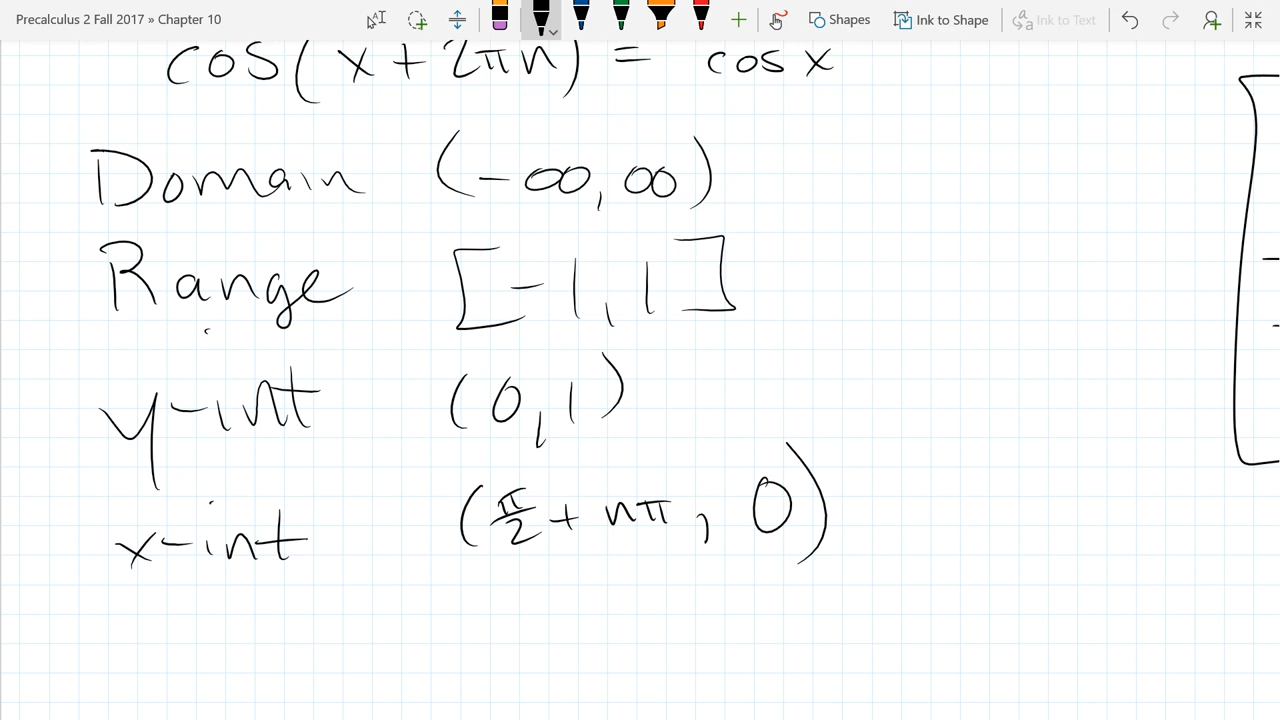 Precalculus 2 Fall 2017 » Chapter 10
Shapes
Ink to Shape
Ink to Text
cos(x+2πn) = cos x
Domain (-∞,∞)
Range [-1,1]
y-int (0,1)
x-int (π/2 + nπ, 0)